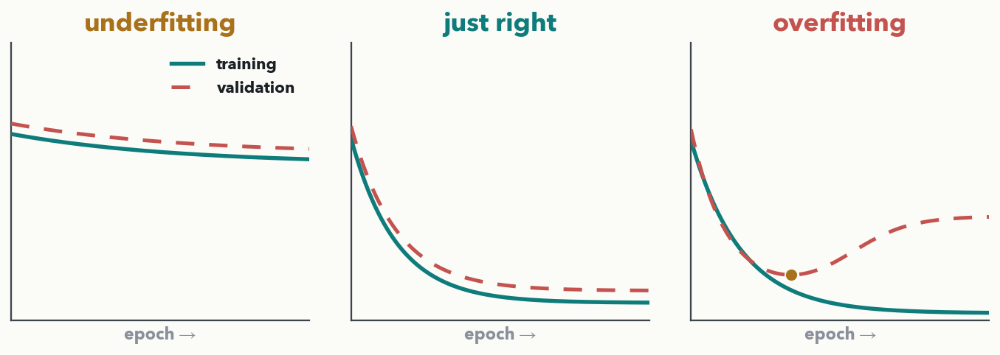 underfitting
training
validation
epoch →
just right
epoch →
overfitting
epoch →